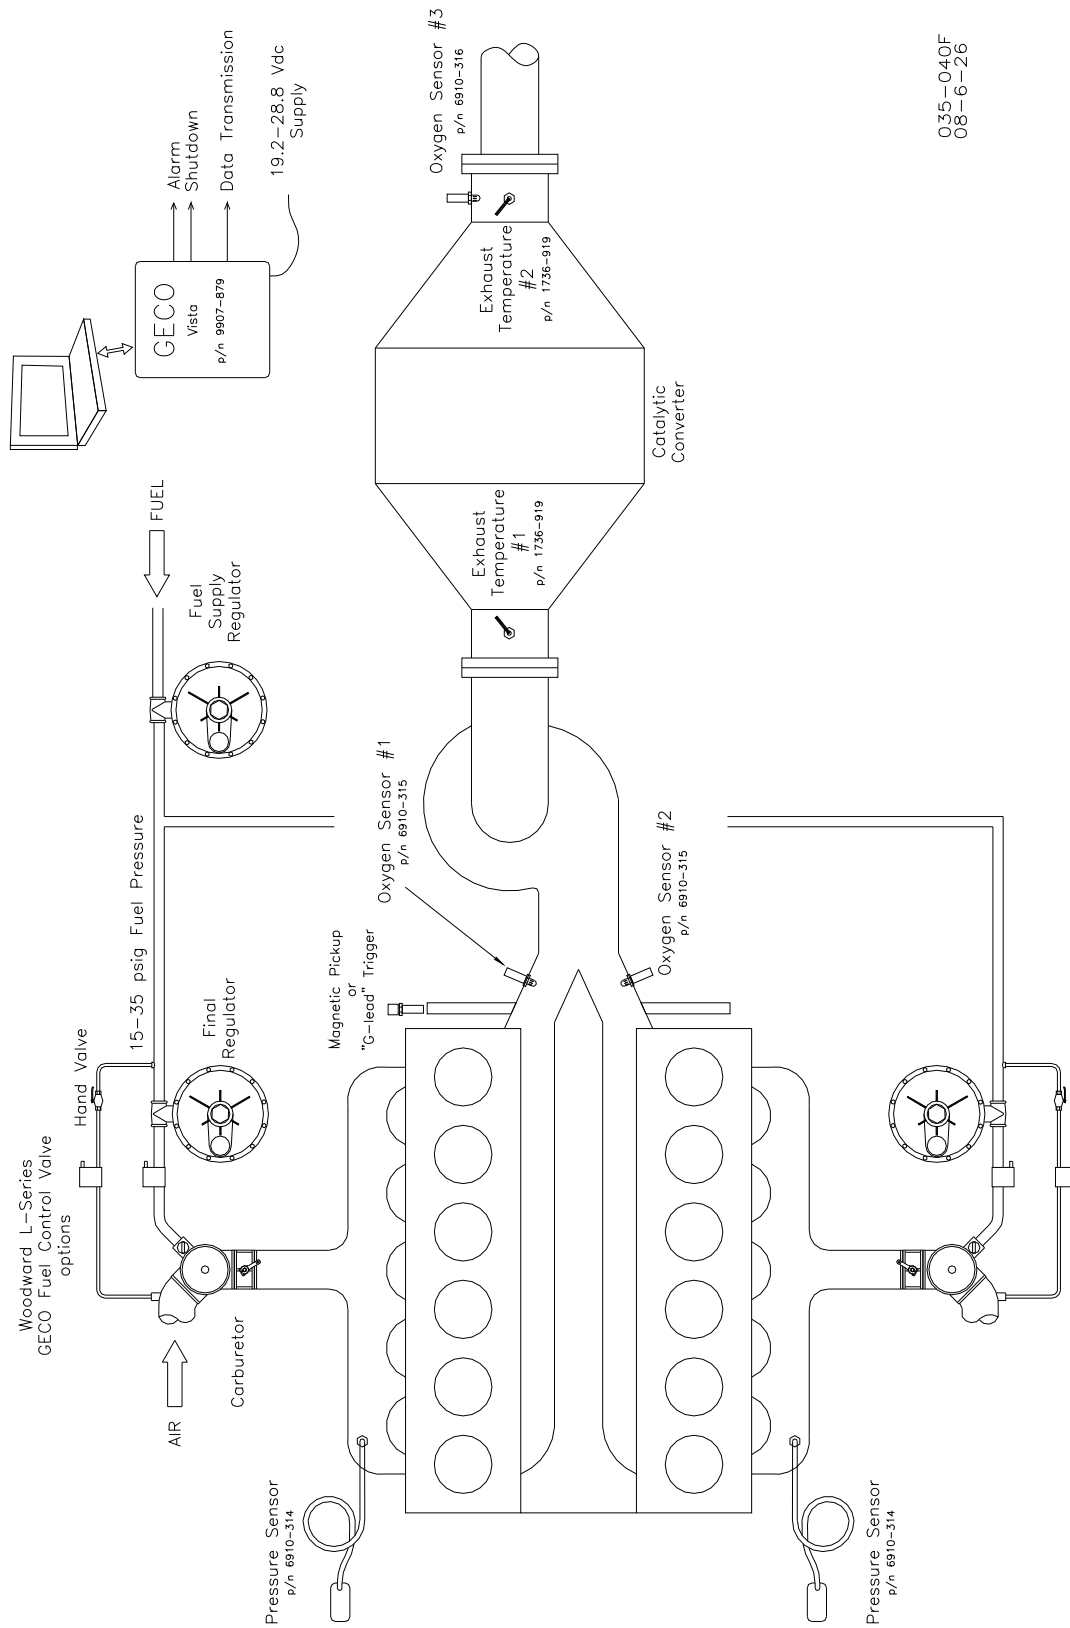 Woodward L-Series
GECO Fuel Control Valve
options
Hand Valve
15-35 psig Fuel Pressure
FUEL
AIR
Carburetor
Final
Regulator
Fuel
Supply
Regulator
GECO
Vista
p/n 9907-879
Alarm
Shutdown
Data Transmission
19.2-28.8 Vdc
Supply
Pressure Sensor
p/n 6910-314
Magnetic Pickup
or
"G-lead" Trigger
Oxygen Sensor #1
p/n 6910-315
Exhaust
Temperature
#1
p/n 1736-919
Exhaust
Temperature
#2
p/n 1736-919
Oxygen Sensor #3
p/n 6910-316
Catalytic
Converter
Oxygen Sensor #2
p/n 6910-315
Pressure Sensor
p/n 6910-314
035-040F
08-6-26